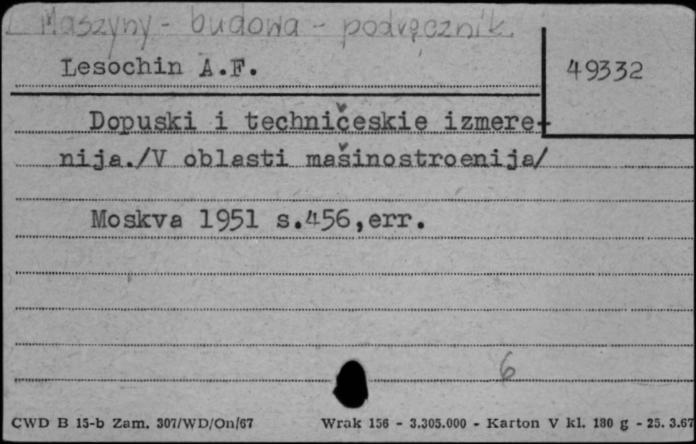 Maszyny - budowa - podręcznik.
Lesochin A.F.
49332
Dopuski i techničeskie izmere-
nija./V oblasti mašinostroenija/
Moskva 1951 s.456,err.
6
CWD B 15-b Zam. 307/WD/On/67 Wrak 156 - 3.305.000 - Karton V kl. 180 g - 25. 3.67